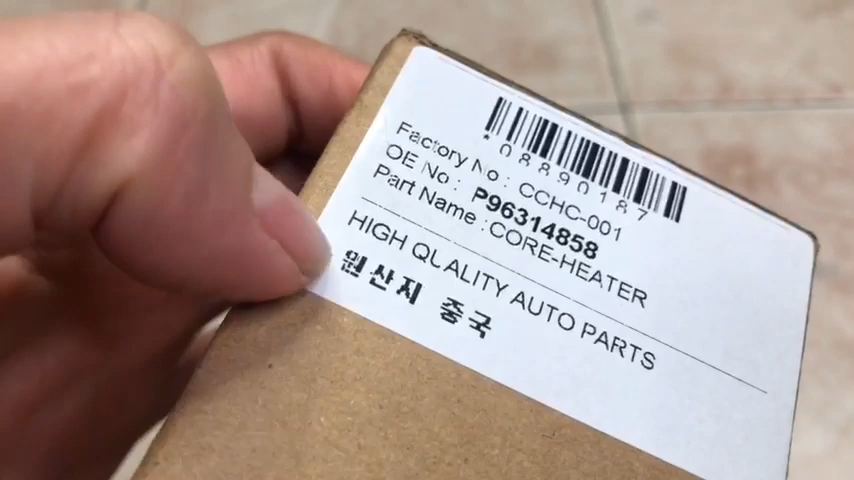 *08890187
Factory No : CCHC-001
OE No : P96314858
Part Name : CORE-HEATER
HIGH QUALITY AUTO PARTS
원산지 중국